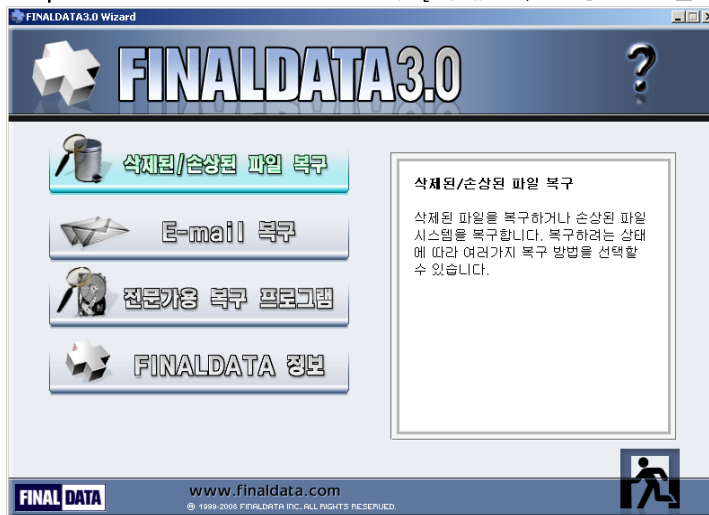 FINALDATA3.0 Wizard
FINALDATA3.0
?
삭제된/손상된 파일 복구
E-mail 복구
전문가용 복구 프로그램
FINALDATA 정보
삭제된/손상된 파일 복구
삭제된 파일을 복구하거나 손상된 파일
시스템을 복구합니다. 복구하려는 상태
에 따라 여러가지 복구 방법을 선택할
수 있습니다.
FINAL DATA
www.finaldata.com
© 1999-2008 FINALDATA INC. ALL RIGHTS RESERVED.